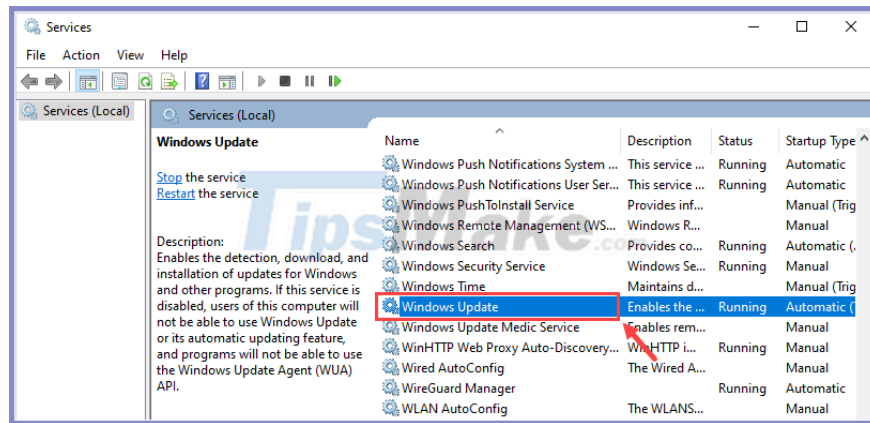 Services
File Action View Help
Services (Local)
Services (Local)
Windows Update
Stop the service
Restart the service
Description:
Enables the detection, download, and
installation of updates for Windows
and other programs. If this service is
disabled, users of this computer will
not be able to use Windows Update
or its automatic updating feature,
and programs will not be able to use
the Windows Update Agent (WUA)
API.
Name Description Status Startup Type
Windows Push Notifications System ... This service ... Running Automatic
Windows Push Notifications User Ser... This service ... Running Automatic
Windows PushToInstall Service Provides inf... Manual (Trig
Windows Remote Management (WS... Windows R... Manual
Windows Search Provides co... Running Automatic (.
Windows Security Service Windows Se... Running Manual
Windows Time Maintains d... Manual (Trig
Windows Update Enables the ... Running Automatic (T
Windows Update Medic Service Enables rem... Manual
WinHTTP Web Proxy Auto-Discovery... WinHTTP i... Running Manual
Wired AutoConfig The Wired A... Manual
WireGuard Manager Running Automatic
WLAN AutoConfig The WLANS... Manual
TipsMake.com